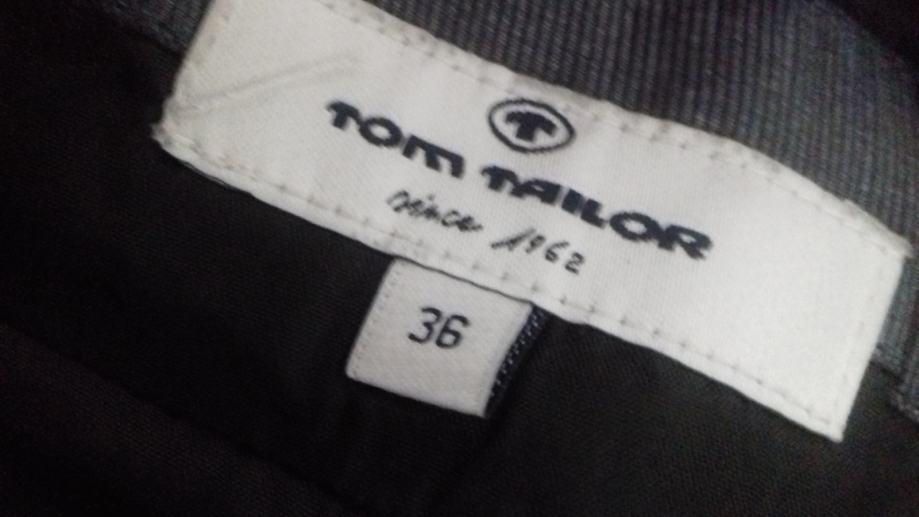 T
TOM TAILOR
since 1962
36